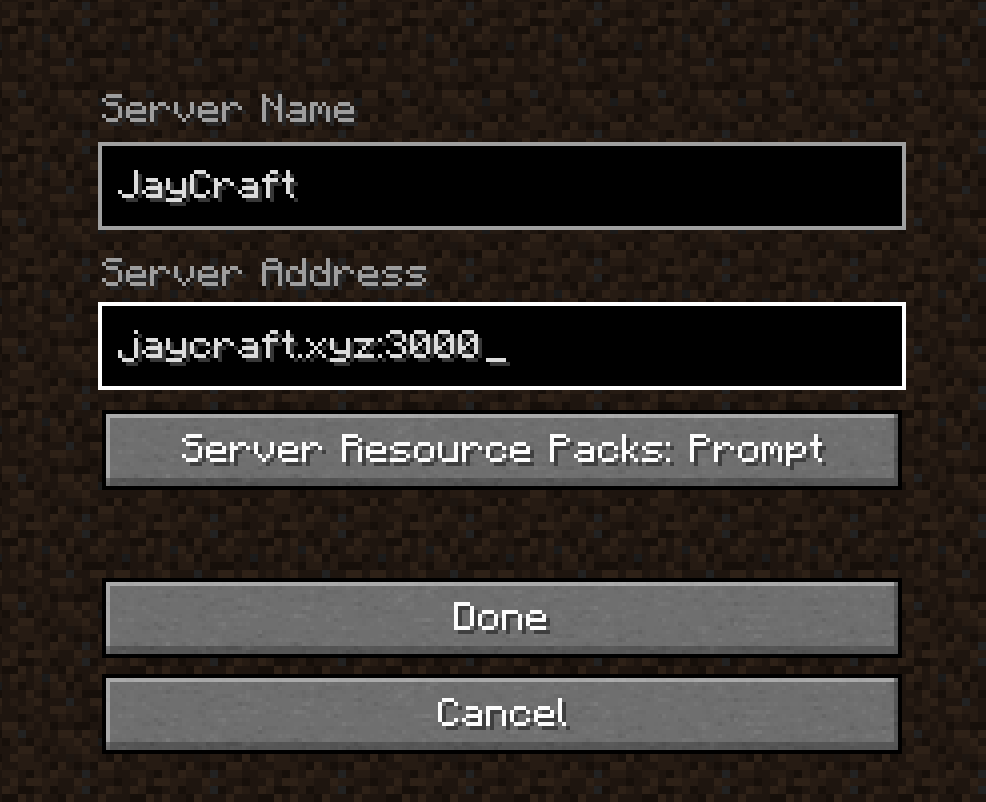 Server Name
JayCraft
Server Address
jaycraft.xyz:3000_
Server Resource Packs: Prompt
Done
Cancel